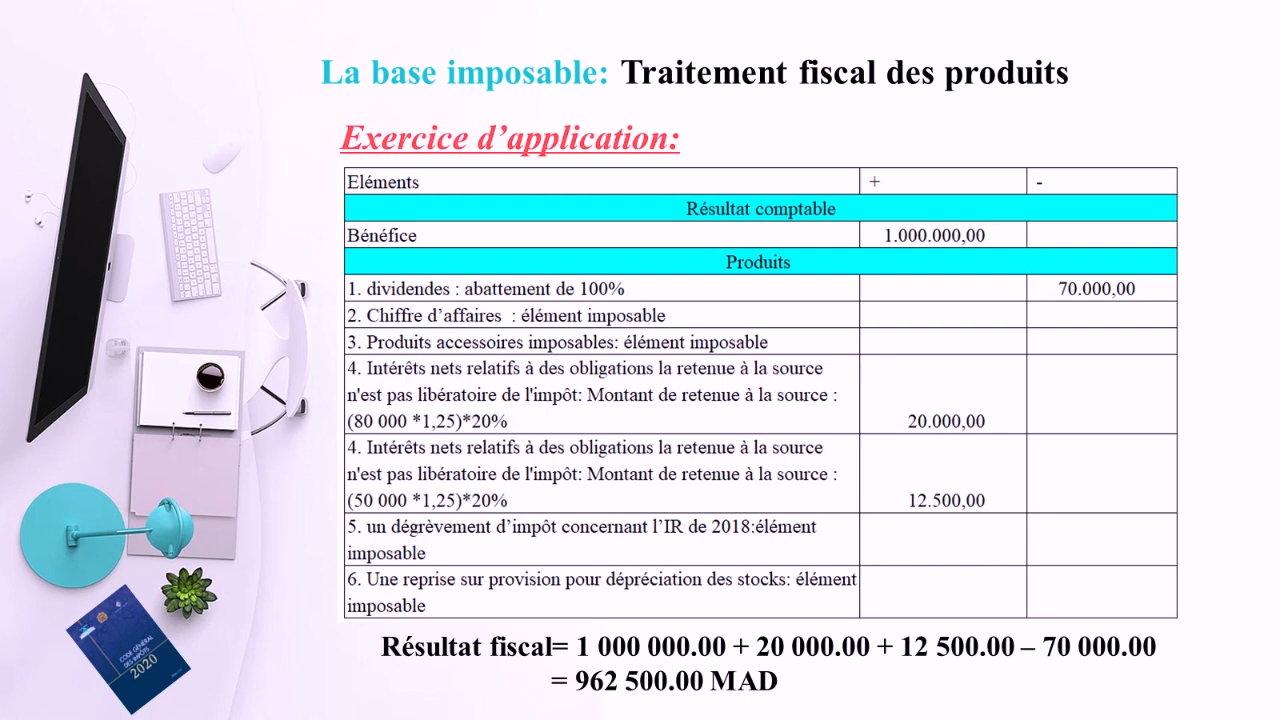 La base imposable: Traitement fiscal des produits
Exercice d’application:
Eléments + -
Résultat comptable
Bénéfice 1.000.000,00
Produits
1. dividendes : abattement de 100% 70.000,00
2. Chiffre d’affaires : élément imposable
3. Produits accessoires imposables: élément imposable
4. Intérêts nets relatifs à des obligations la retenue à la source
n'est pas libératoire de l'impôt: Montant de retenue à la source :
(80 000 *1,25)*20% 20.000,00
4. Intérêts nets relatifs à des obligations la retenue à la source
n'est pas libératoire de l'impôt: Montant de retenue à la source :
(50 000 *1,25)*20% 12.500,00
5. un dégrèvement d’impôt concernant l’IR de 2018:élément
imposable
6. Une reprise sur provision pour dépréciation des stocks: élément
imposable
Résultat fiscal= 1 000 000.00 + 20 000.00 + 12 500.00 – 70 000.00
= 962 500.00 MAD
CODE GÉNÉRAL
DES IMPÔTS
2020